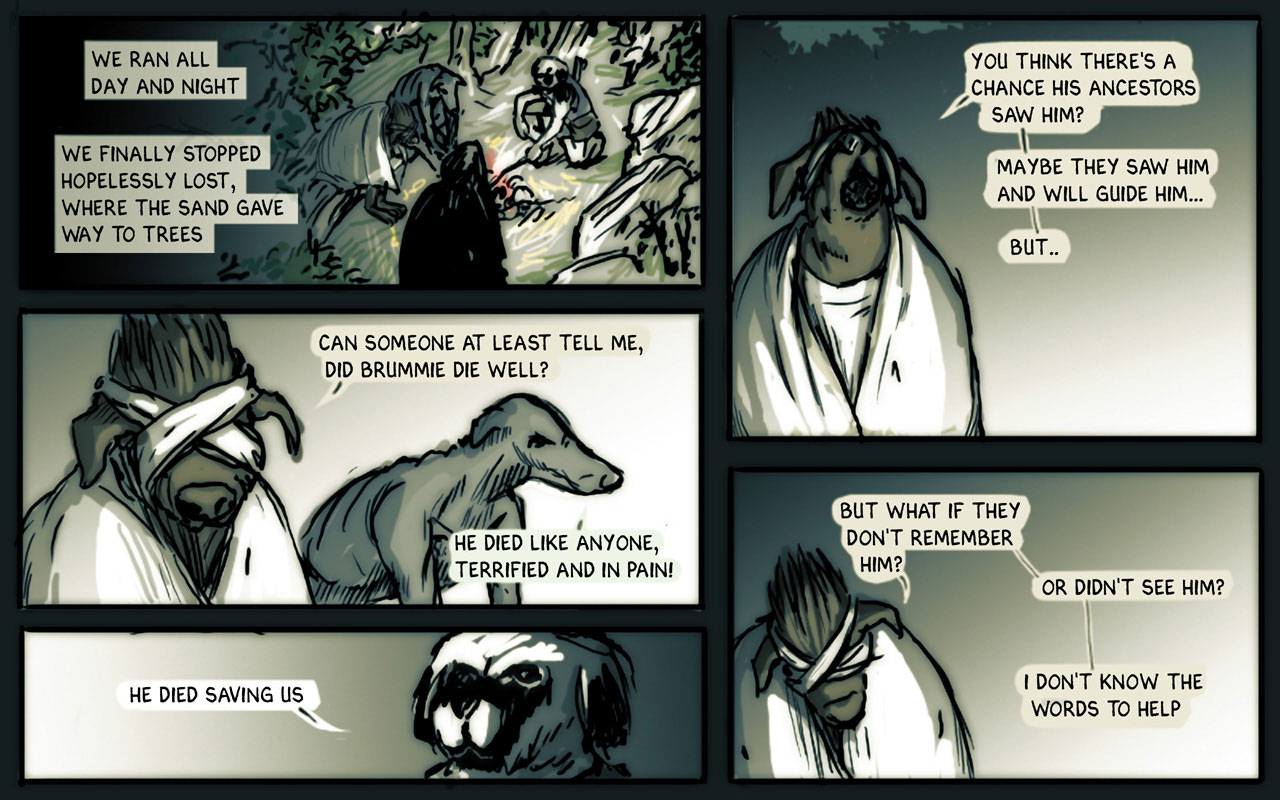 WE RAN ALL
DAY AND NIGHT
WE FINALLY STOPPED
HOPELESSLY LOST,
WHERE THE SAND GAVE
WAY TO TREES
CAN SOMEONE AT LEAST TELL ME,
DID BRUMMIE DIE WELL?
HE DIED LIKE ANYONE,
TERRIFIED AND IN PAIN!
HE DIED SAVING US
YOU THINK THERE'S A
CHANCE HIS ANCESTORS
SAW HIM?
MAYBE THEY SAW HIM
AND WILL GUIDE HIM...
BUT..
BUT WHAT IF THEY
DON'T REMEMBER
HIM?
OR DIDN'T SEE HIM?
I DON'T KNOW THE
WORDS TO HELP